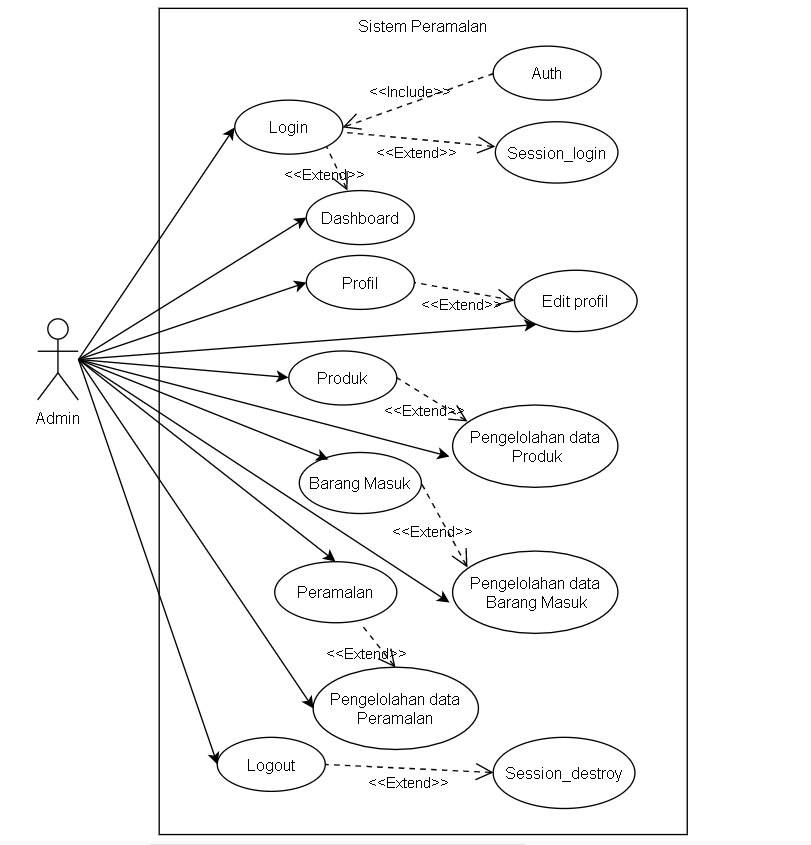 Sistem Peramalan
Auth
<<Include>>
Login
<<Extend>>
Session_login
<<Extend>>
Dashboard
Profil
<<Extend>>
Edit profil
Admin
Produk
<<Extend>>
Pengelolahan data
Produk
Barang Masuk
<<Extend>>
Peramalan
Pengelolahan data
Barang Masuk
<<Extend>>
Pengelolahan data
Peramalan
Logout
<<Extend>>
Session_destroy